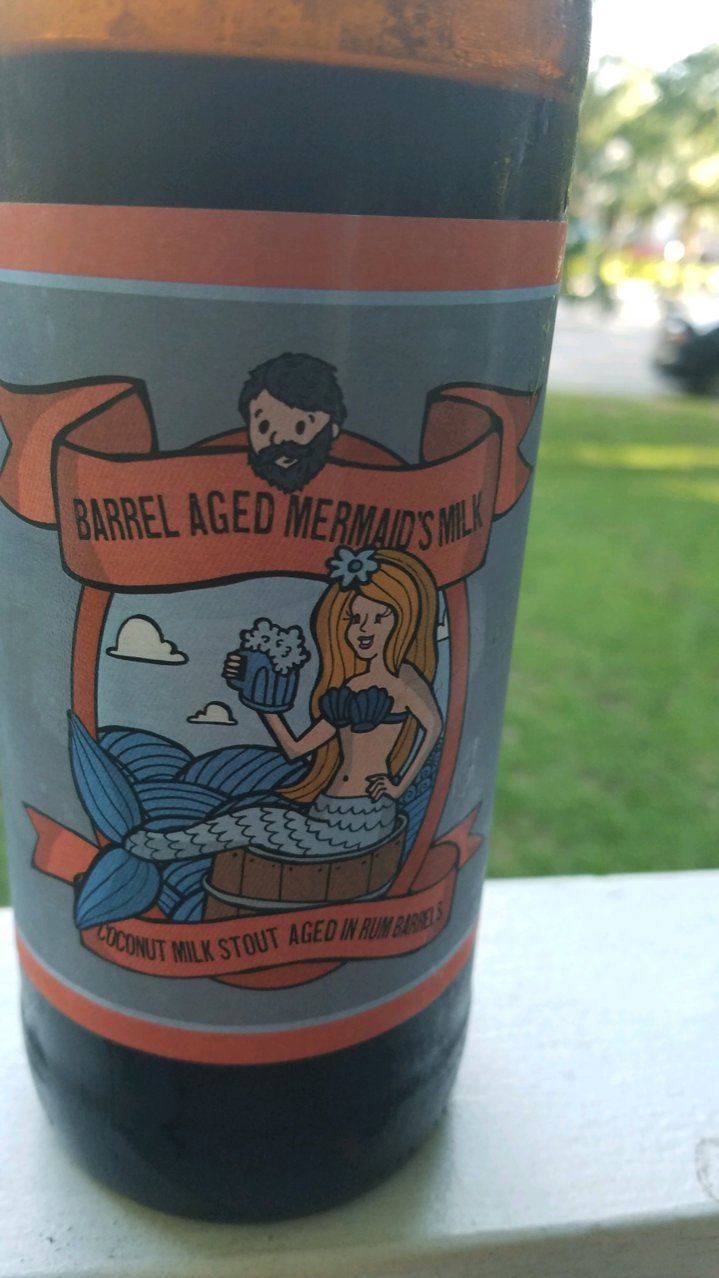 BARREL AGED MERMAID'S MILK
COCONUT MILK STOUT AGED IN RUM BARRELS